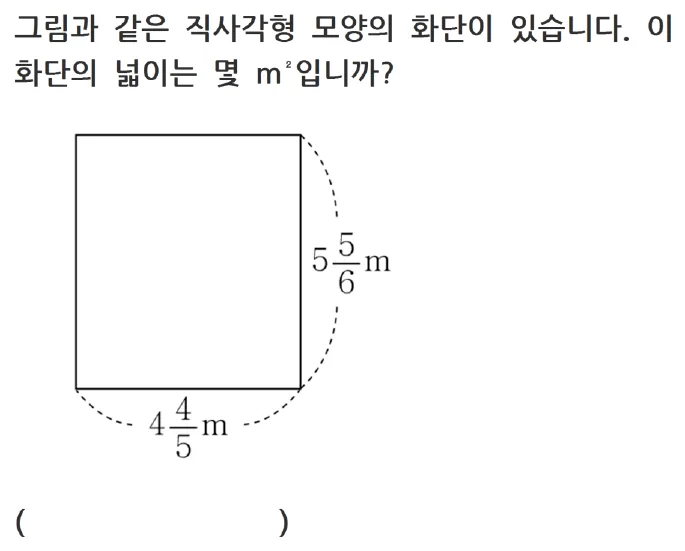 그림과 같은 직사각형 모양의 화단이 있습니다. 이
화단의 넓이는 몇 m²입니까?
5 5/6 m
4 4/5 m
( )